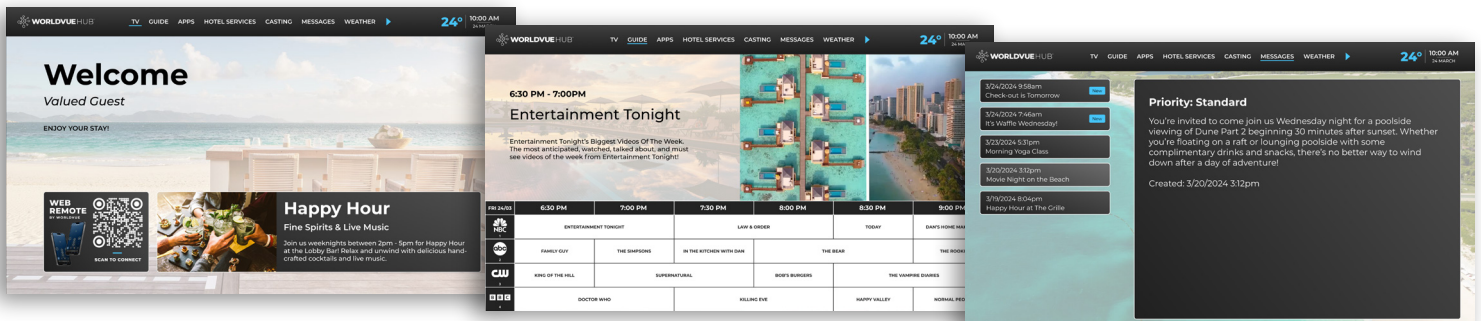 WORLDVUEHUB
TV GUIDE APPS HOTEL SERVICES CASTING MESSAGES WEATHER
24°
10:00 AM
24 MARCH
Welcome
Valued Guest
ENJOY YOUR STAY!
WEB
REMOTE
BY WORLDVUE
SCAN TO CONNECT
Happy Hour
Fine Spirits & Live Music
Join us weeknights between 2pm - 5pm for Happy Hour
at the Lobby Bar! Relax and unwind with delicious hand-
crafted cocktails and live music.
WORLDVUEHUB
TV GUIDE APPS HOTEL SERVICES CASTING MESSAGES WEATHER
24°
10:00 AM
24 MA
6:30 PM - 7:00PM
Entertainment Tonight
Entertainment Tonight's Biggest Videos Of The Week.
The most anticipated, watched, talked about, and must
see videos of the week from Entertainment Tonight!
FRI 24/03 6:30 PM 7:00 PM 7:30 PM 8:00 PM 8:30 PM 9:00 PM
NBC ENTERTAINMENT TONIGHT LAW & ORDER TODAY DAN'S HOME
abc FAMILY GUY THE SIMPSONS IN THE KITCHEN WITH DAN THE BEAR THE
CW KING OF THE HILL SUPERNATURAL BOB'S BURGERS THE VAMPIRE DIARIES
BBC DOCTOR WHO KILLING EVE HAPPY VALLEY NORMAL
WORLDVUEHUB
TV GUIDE APPS HOTEL SERVICES CASTING MESSAGES WEATHER
24°
10:00 AM
24 MARCH
3/24/2024 9:58am
Check-out is Tomorrow
New
3/24/2024 7:46am
It's Waffle Wednesday!
New
3/23/2024 5:31pm
Morning Yoga Class
3/20/2024 3:12pm
Movie Night on the Beach
3/19/2024 8:04pm
Happy Hour at The Grille
Priority: Standard
You're invited to come join us Wednesday night for a poolside
viewing of Dune Part 2 beginning 30 minutes after sunset. Whether
you're floating on a raft or lounging poolside with some
complimentary drinks and snacks, there's no better way to wind
down after a day of adventure!
Created: 3/20/2024 3:12pm